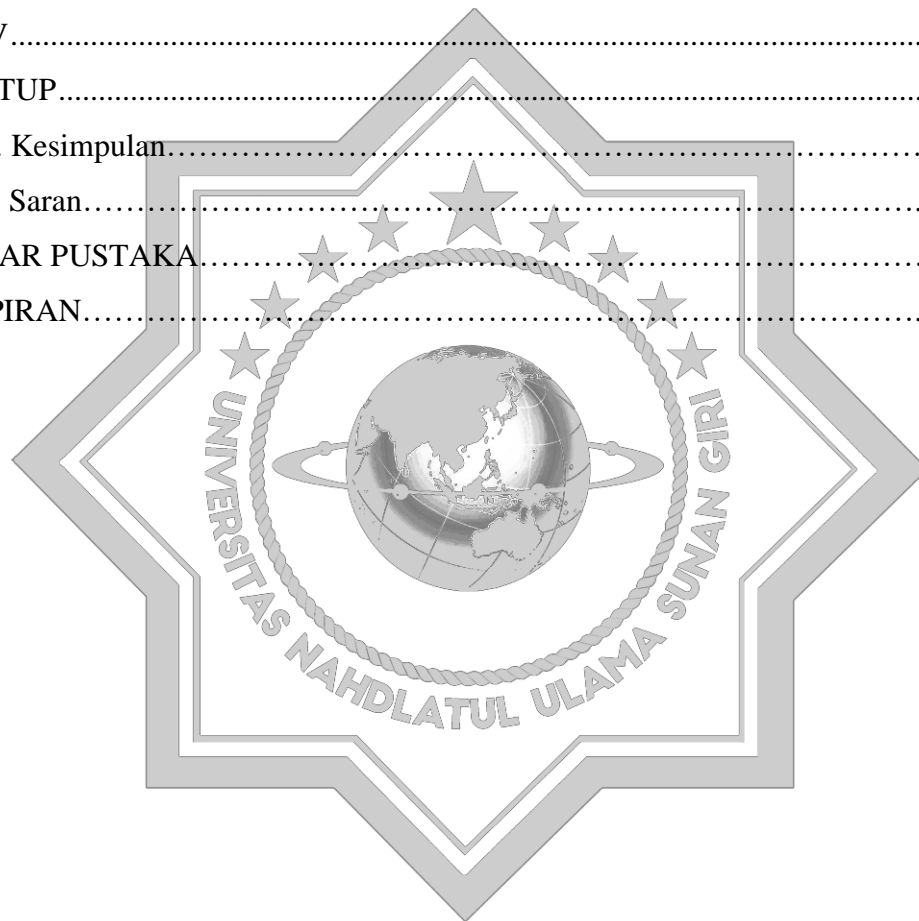 V..........................................................................................
TUP..........................................................................................
. Kesimpulan..........................................................................................
Saran..........................................................................................
AR PUSTAKA..........................................................................................
PIRAN..........................................................................................
UNIVERSITAS NAHDLATUL ULAMA SUNAN GIRI